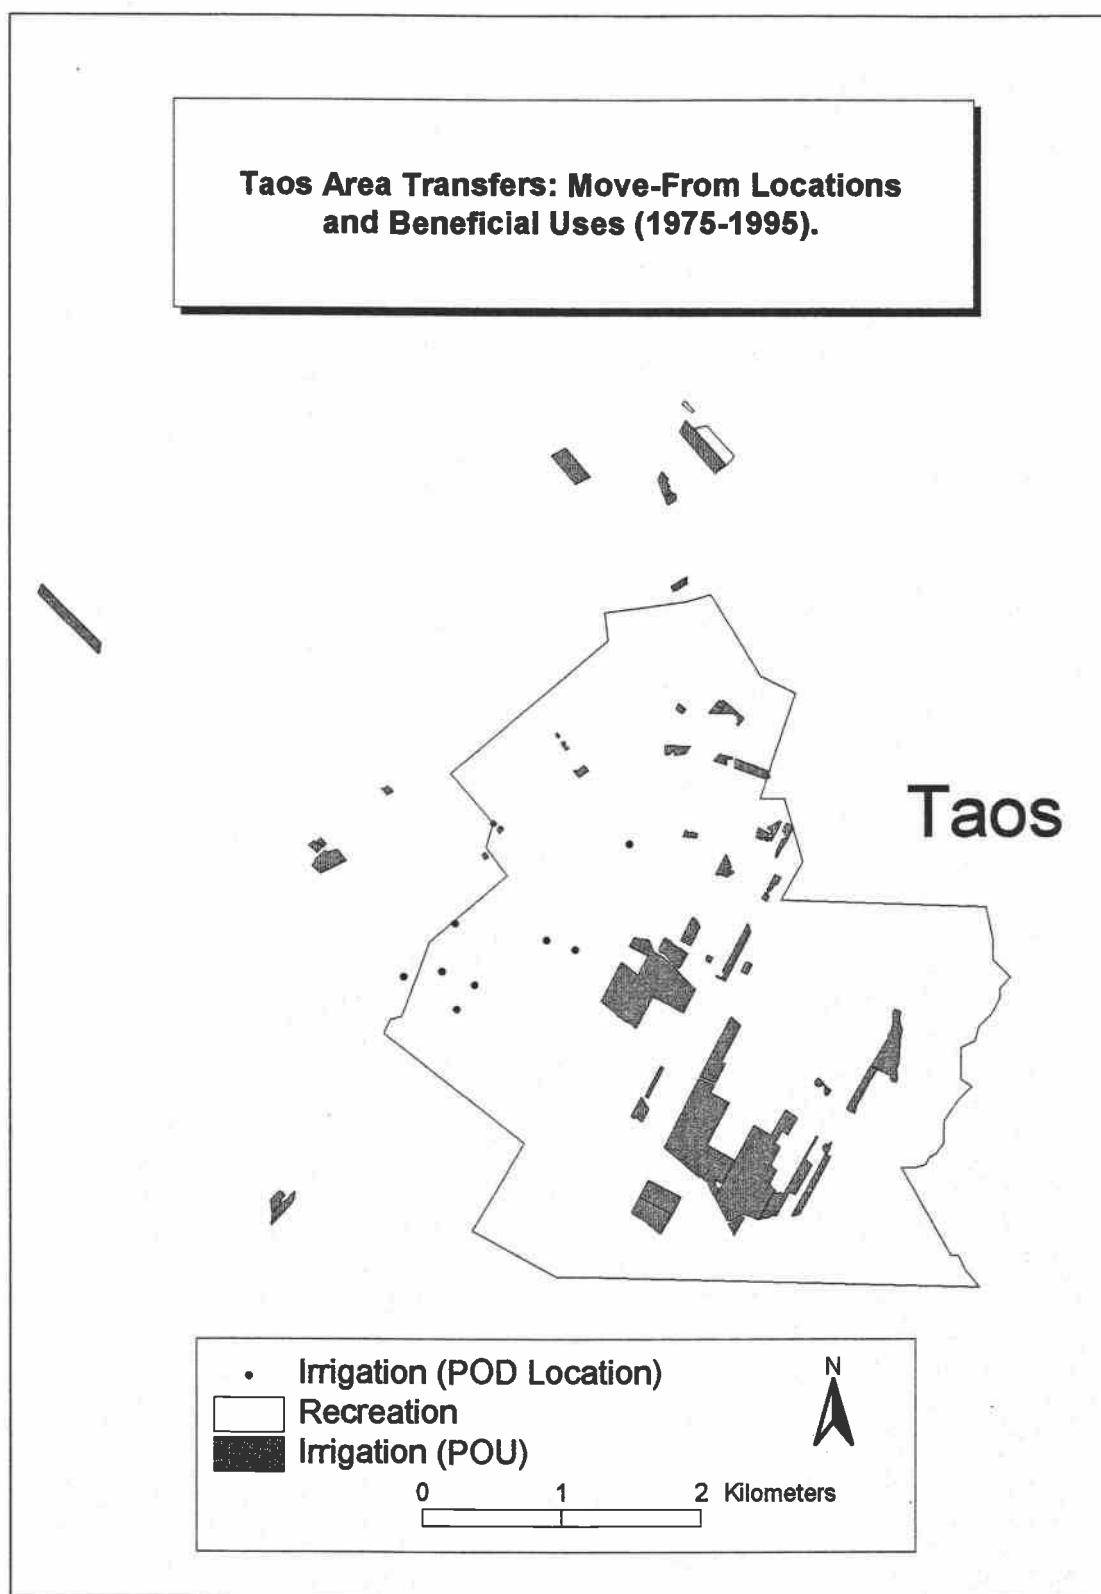 Taos Area Transfers: Move-From Locations
and Beneficial Uses (1975-1995).
Taos
Irrigation (POD Location)
N
Recreation
Irrigation (POU)
0 1 2 Kilometers